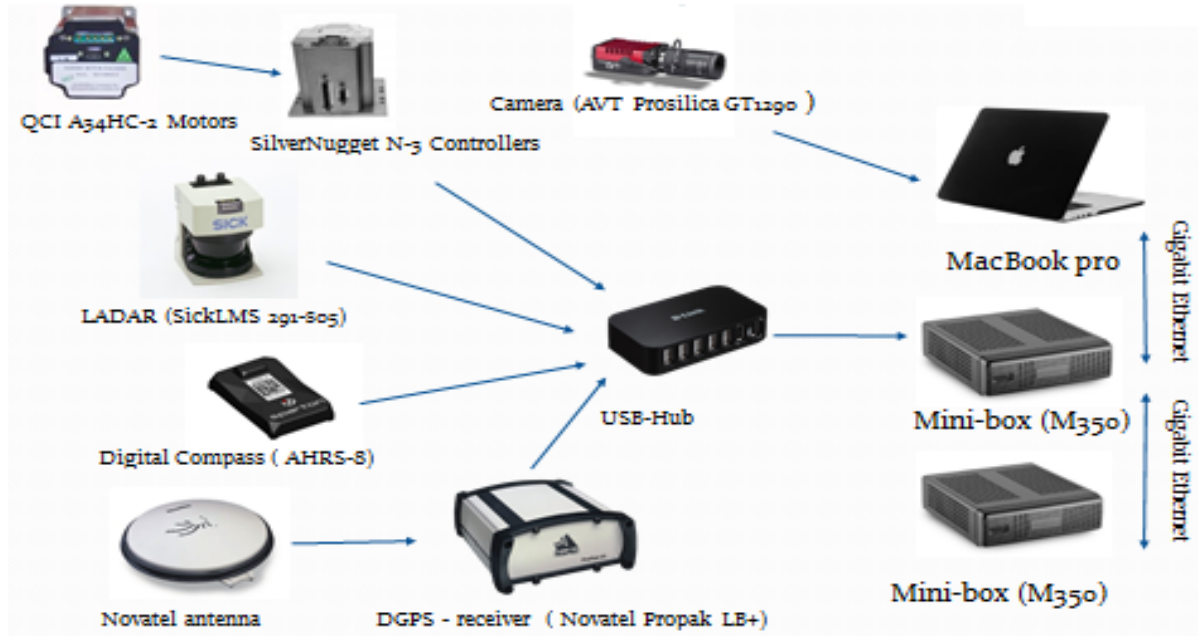 QCI A34HC-2 Motors
SilverNugget N-3 Controllers
Camera (AVT Prosilica GT1290 )
SICK
LADAR (SickLMS 291-S05)
MacBook pro
Gigabit Ethernet
D-Link
USB-Hub
Mini-box (M350)
Gigabit Ethernet
Digital Compass ( AHRS-8)
Novatel antenna
DGPS - receiver ( Novatel Propak LB+)
Mini-box (M350)